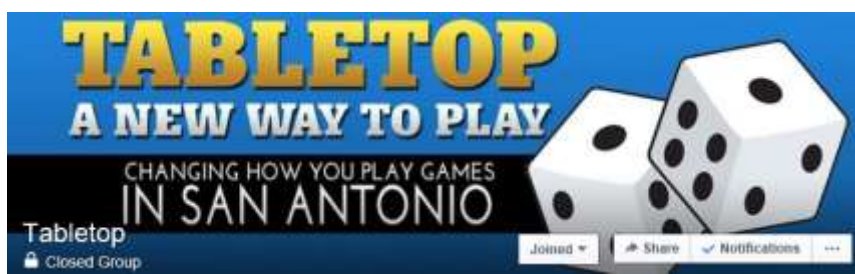 TABLETOP
A NEW WAY TO PLAY
CHANGING HOW YOU PLAY GAMES
IN SAN ANTONIO
Tabletop
Closed Group
Joined
Share
Notifications